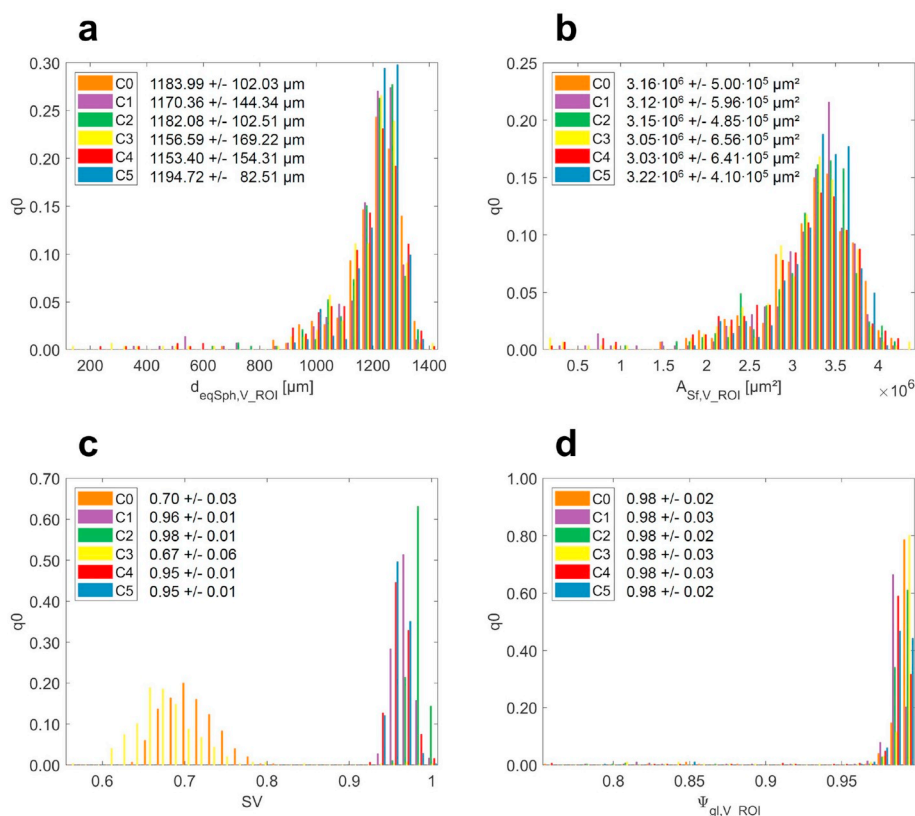 a
0.30
0.25
0.20
0.15
0.10
0.05
0.00
q0
C0 1183.99 +/- 102.03 µm
C1 1170.36 +/- 144.34 µm
C2 1182.08 +/- 102.51 µm
C3 1156.59 +/- 169.22 µm
C4 1153.40 +/- 154.31 µm
C5 1194.72 +/- 82.51 µm
200 400 600 800 1000 1200 1400
d eqSph,V_ROI [µm]
b
0.25
0.20
0.15
0.10
0.05
0.00
q0
C0 3.16·10⁶ +/- 5.00·10⁵ µm²
C1 3.12·10⁶ +/- 5.96·10⁵ µm²
C2 3.15·10⁶ +/- 4.85·10⁵ µm²
C3 3.05·10⁶ +/- 6.56·10⁵ µm²
C4 3.03·10⁶ +/- 6.41·10⁵ µm²
C5 3.22·10⁶ +/- 4.10·10⁵ µm²
0.5 1 1.5 2 2.5 3 3.5 4
A Sf,V_ROI [µm²] ×10⁶
c
0.70
0.60
0.50
0.40
0.30
0.20
0.10
0.00
q0
C0 0.70 +/- 0.03
C1 0.96 +/- 0.01
C2 0.98 +/- 0.01
C3 0.67 +/- 0.06
C4 0.95 +/- 0.01
C5 0.95 +/- 0.01
0.6 0.7 0.8 0.9 1
SV
d
1.00
0.80
0.60
0.40
0.20
0.00
q0
C0 0.98 +/- 0.02
C1 0.98 +/- 0.03
C2 0.98 +/- 0.02
C3 0.98 +/- 0.03
C4 0.98 +/- 0.03
C5 0.98 +/- 0.02
0.8 0.85 0.9 0.95
Ψ gl,V_ROI